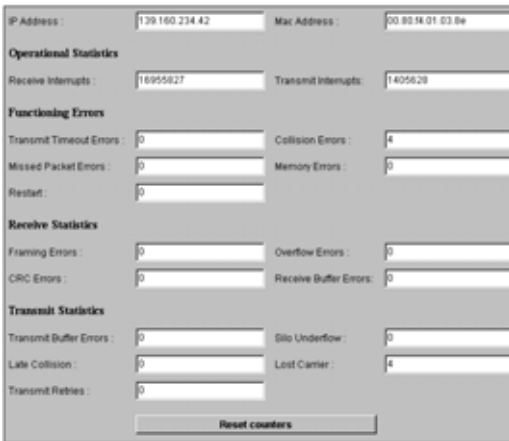 IP Address : 139.160.234.42 Mac Address : 00.80.f4.01.03.8e
Operational Statistics
Receive Interrupts : 16955827 Transmit Interrupts: 1405628
Functioning Errors
Transmit Timeout Errors : 0 Collision Errors : 4
Missed Packet Errors : 0 Memory Errors : 0
Restart : 0
Receive Statistics
Framing Errors : 0 Overflow Errors : 0
CRC Errors : 0 Receive Buffer Errors: 0
Transmit Statistics
Transmit Buffer Errors : 0 Silo Underflow : 0
Late Collision : 0 Lost Carrier : 4
Transmit Retries : 0
Reset counters